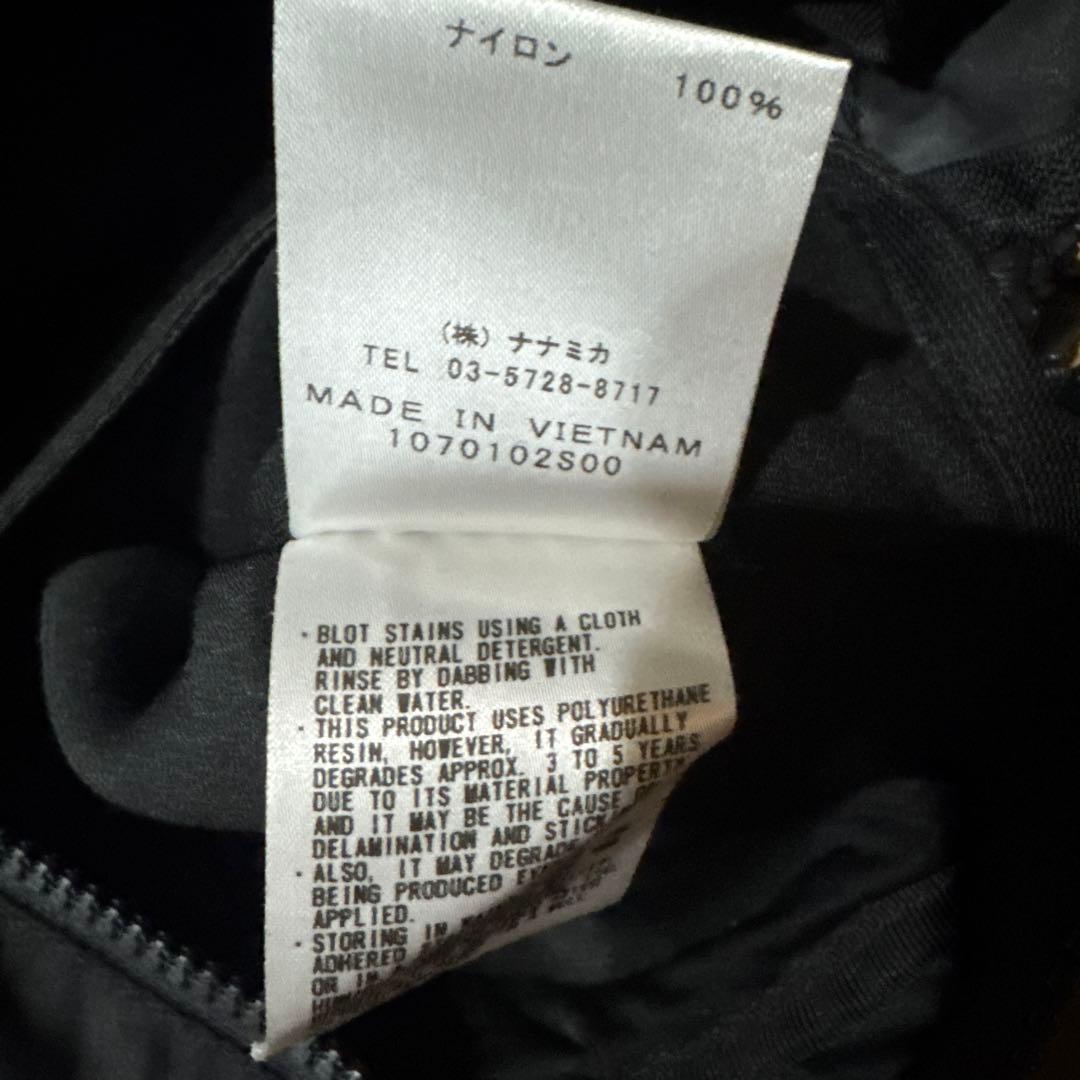 ナイロン 100%
(株) ナナミカ
TEL 03-5728-8717
MADE IN VIETNAM
1070102S00
・BLOT STAINS USING A CLOTH
AND NEUTRAL DETERGENT.
RINSE BY DABBING WITH
CLEAN WATER.
・THIS PRODUCT USES POLYURETHANE
RESIN, HOWEVER, IT GRADUALLY
DEGRADES APPROX. 3 TO 5 YEARS
DUE TO ITS MATERIAL PROPERTY
AND IT MAY BE THE CAUSE
DELAMINATION AND
・ALSO, IT MAY
BEING PRODUCED
APPLIED.
・STORING IN
ADHERED
OR IN